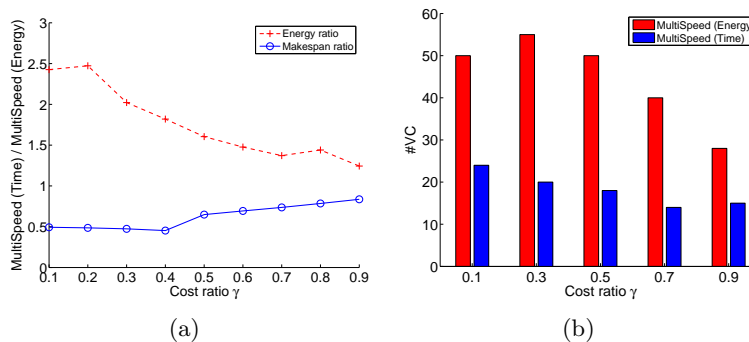 3
2.5
2
1.5
1
0.5
0
0.1 0.2 0.3 0.4 0.5 0.6 0.7 0.8 0.9
Cost ratio γ
MultiSpeed (Time) / MultiSpeed (Energy)
Energy ratio
Makespan ratio
(a)
60
50
40
30
20
10
0
0.1 0.3 0.5 0.7 0.9
Cost ratio γ
#VC
MultiSpeed (Energy)
MultiSpeed (Time)
(b)